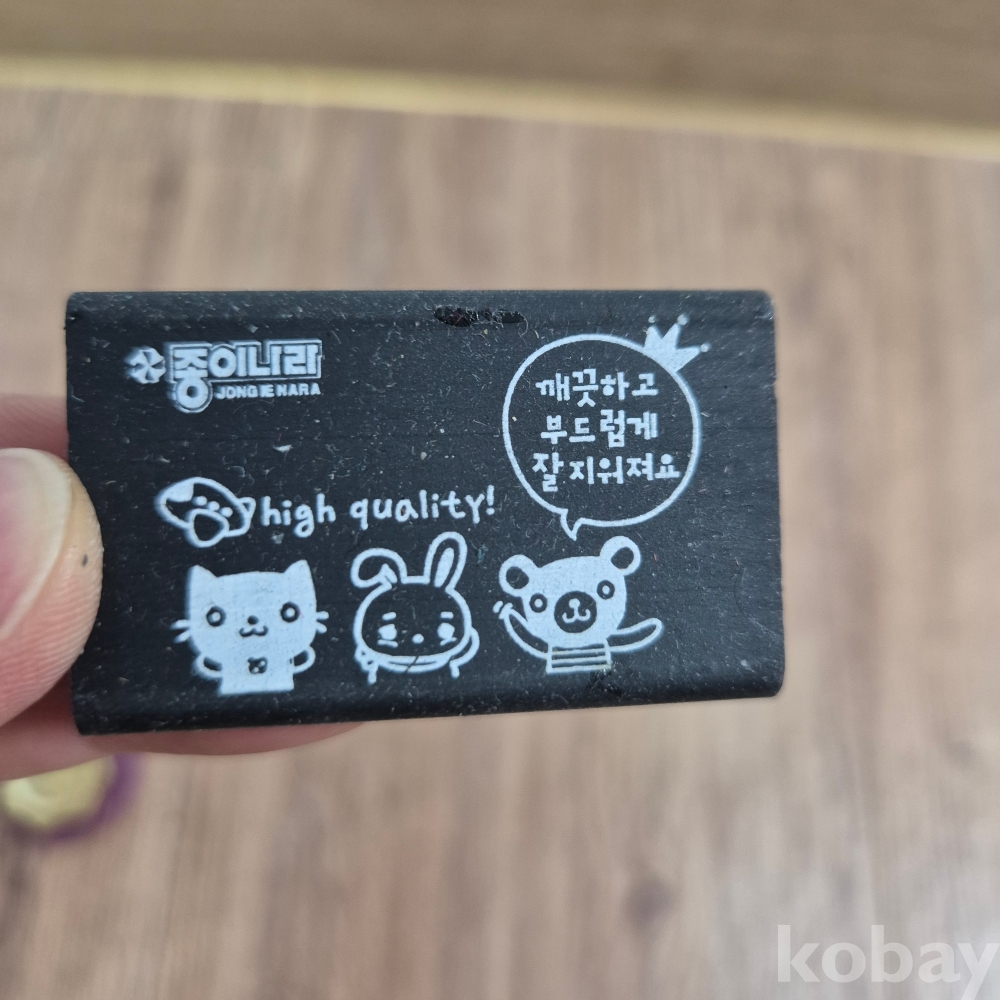 종이나라
JONG IE NARA
깨끗하고
부드럽게
잘 지워져요
high quality!
kobay